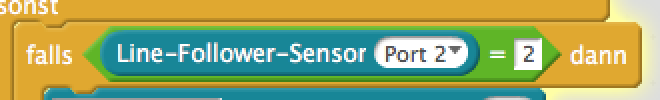 sonst
falls Line-Follower-Sensor Port 2 = 2 dann